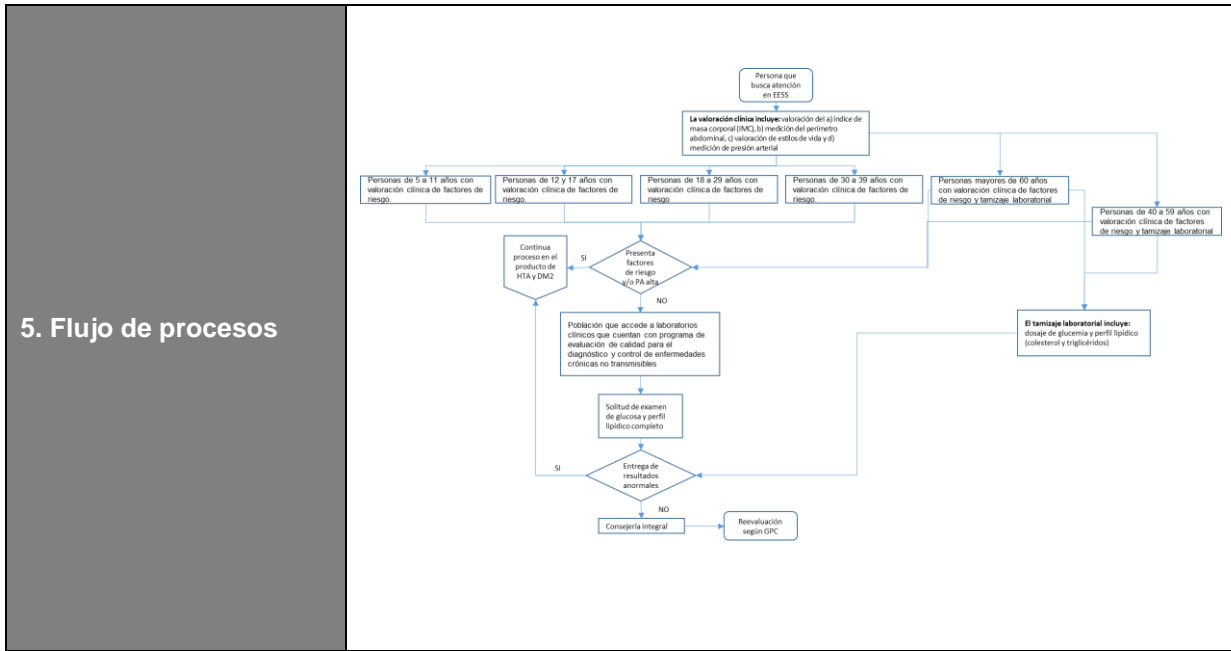 5. Flujo de procesos
Persona que
busca atención
en EESS
La valoración clínica incluye: valoración del a) índice de
masa corporal (IMC), b) medición del perímetro
abdominal, c) valoración de estilos de vida y d)
medición de presión arterial
Personas de 5 a 11 años con
valoración clínica de factores de
riesgo.
Personas de 12 y 17 años con
valoración clínica de factores de
riesgo.
Personas de 18 a 29 años con
valoración clínica de factores de
riesgo
Personas de 30 a 39 años con
valoración clínica de factores de
riesgo.
Personas mayores de 60 años
con valoración clínica de factores
de riesgo y tamizaje laboratorial
Personas de 40 a 59 años con
valoración clínica de factores
de riesgo y tamizaje laboratorial
Continua
proceso en el
producto de
HTA y DM2
SI
Presenta
factores
de riesgo
y/o PA alta
NO
Población que accede a laboratorios
clínicos que cuentan con programa de
evaluación de calidad para el
diagnóstico y control de enfermedades
crónicas no transmisibles
El tamizaje laboratorial incluye:
dosaje de glucemia y perfil lipídico
(colesterol y triglicéridos)
Solitud de examen
de glucosa y perfil
lipídico completo
SI
Entrega de
resultados
anormales
NO
Consejería integral
Reevaluación
según GPC